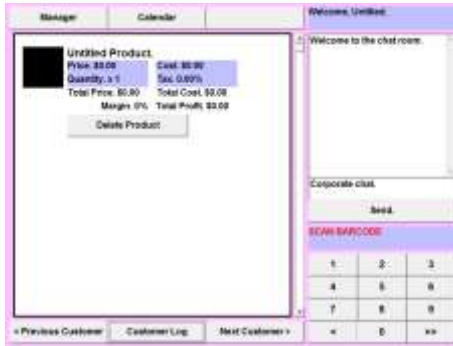 Manager
Calendar
Welcome, Untitled.
Untitled Product.
Price. $0.00
Cost. $0.00
Quantity. x 1
Tax. 0.00%
Total Price. $0.00
Total Cost. $0.00
Margin. 0%
Total Profit. $0.00
Delete Product
Welcome to the chat room.
Corporate chat.
Send.
SCAN BARCODE
1 2 3
4 5 6
7 8 9
< 0 >>
< Previous Customer
Customer Log
Next Customer >